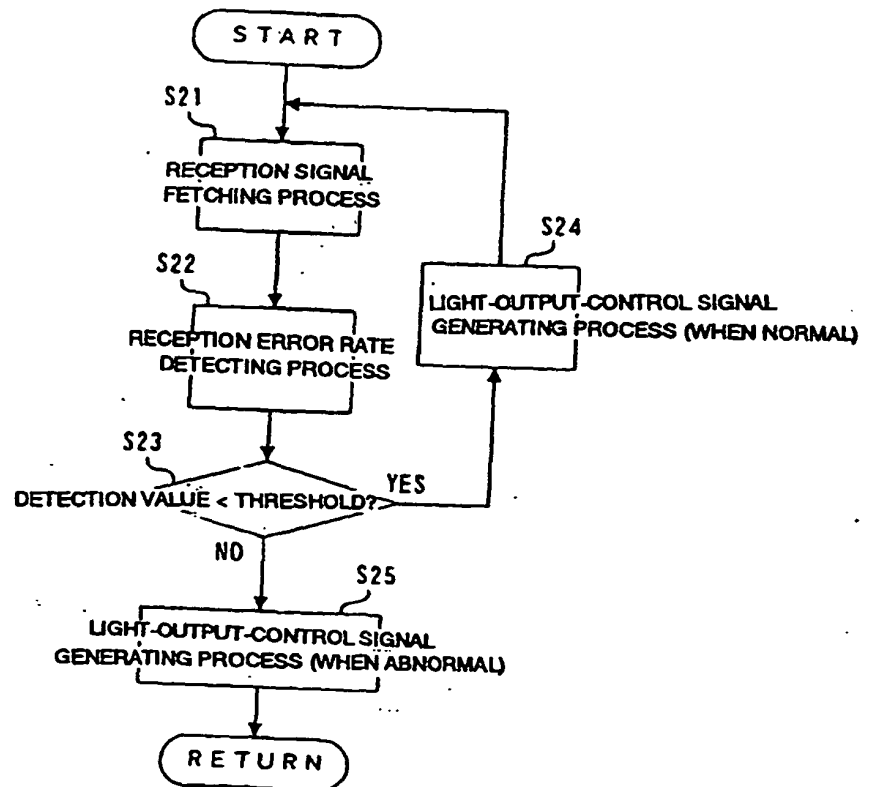 START
S21
RECEPTION SIGNAL
FETCHING PROCESS
S22
RECEPTION ERROR RATE
DETECTING PROCESS
S23
DETECTION VALUE < THRESHOLD?
YES
NO
S24
LIGHT-OUTPUT-CONTROL SIGNAL
GENERATING PROCESS (WHEN NORMAL)
S25
LIGHT-OUTPUT-CONTROL SIGNAL
GENERATING PROCESS (WHEN ABNORMAL)
RETURN